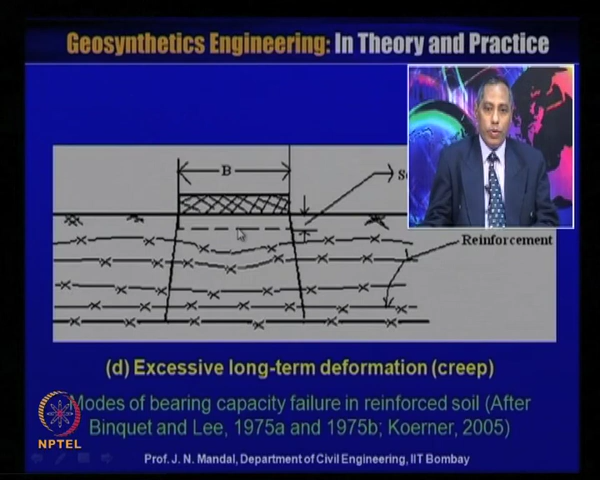 Geosynthetics Engineering: In Theory and Practice
B
Reinforcement
(d) Excessive long-term deformation (creep)
Modes of bearing capacity failure in reinforced soil (After
Binquet and Lee, 1975a and 1975b; Koerner, 2005)
NPTEL
Prof. J. N. Mandal, Department of Civil Engineering, IIT Bombay